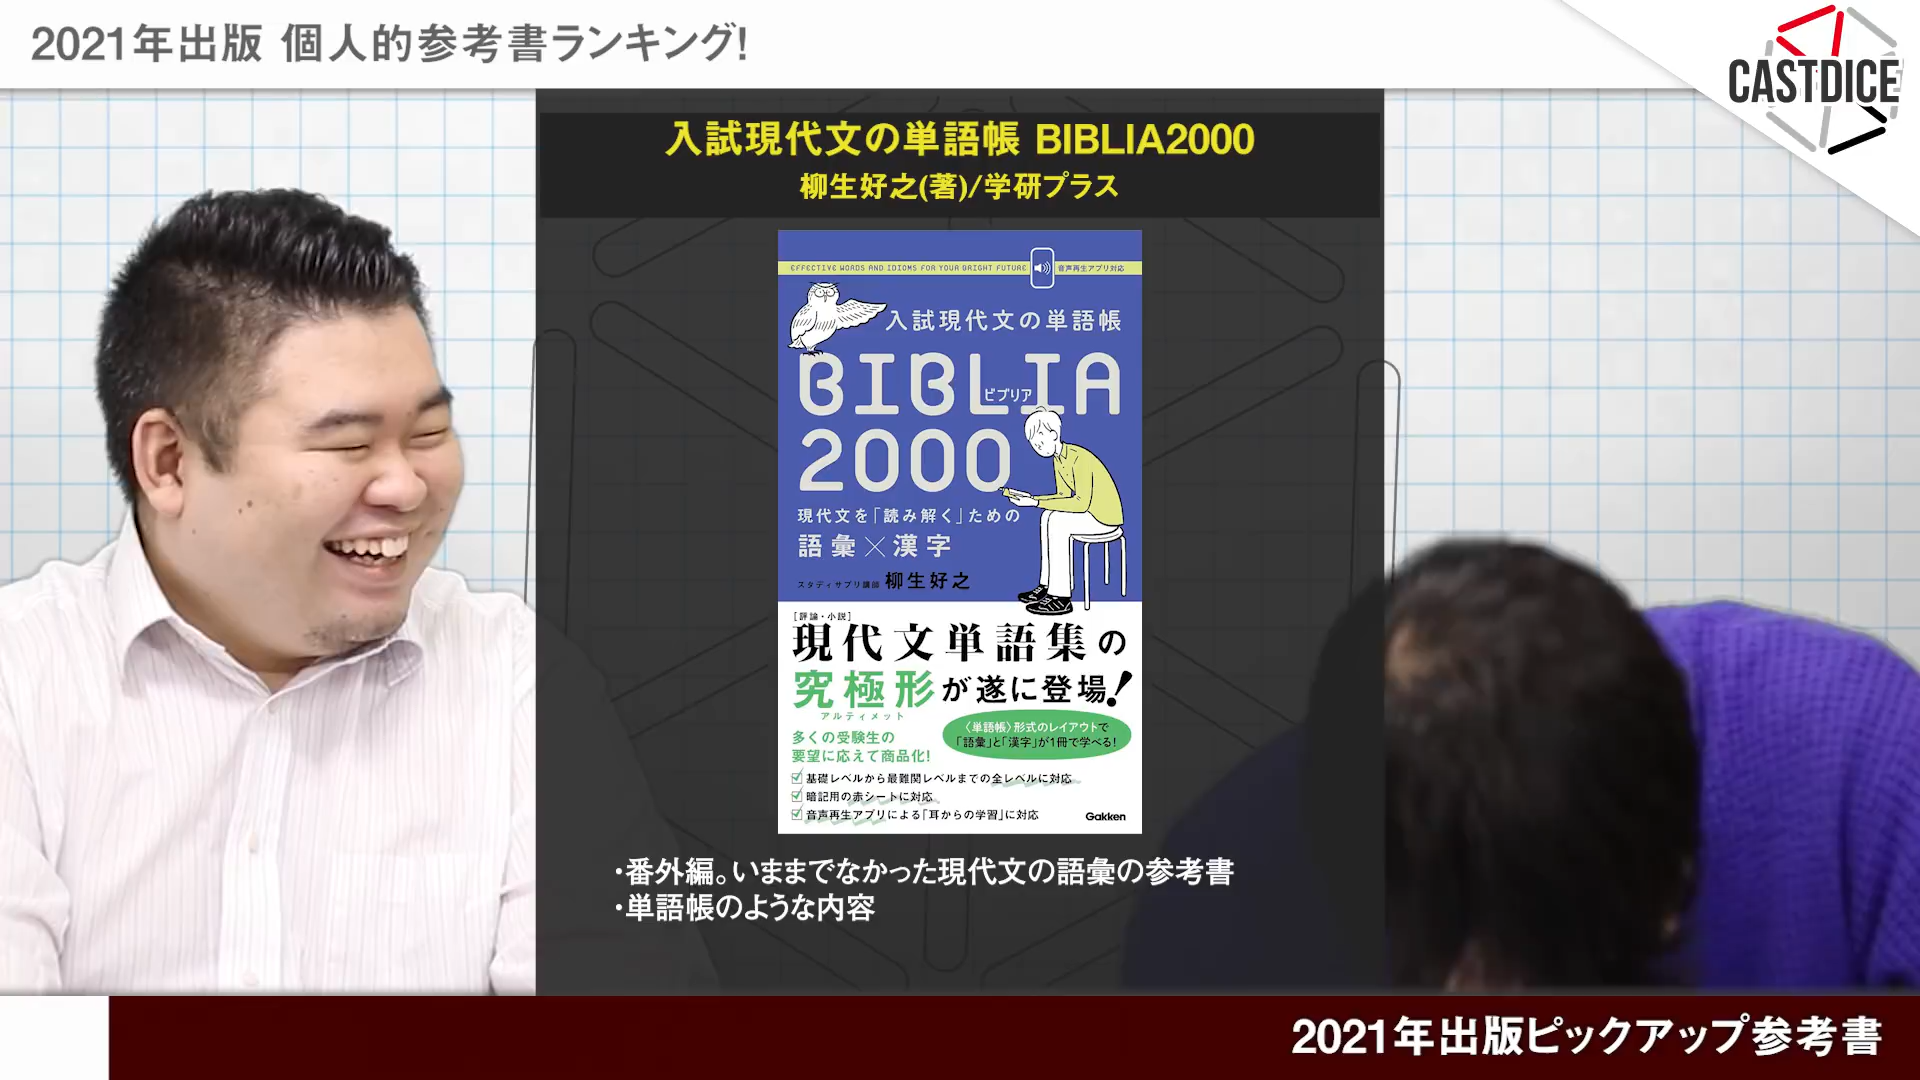 2021年出版 個人的参考書ランキング!
CASTDICE
入試現代文の単語帳 BIBLIA2000
柳生好之(著)/学研プラス
EFFECTIVE WORDS AND IDIOMS FOR YOUR BRIGHT FUTURE
音声再生アプリ対応
入試現代文の単語帳
BIBLIA
ビブリア
2000
現代文を「読み解く」ための
語彙×漢字
スタディサプリ講師 柳生好之
[評論・小説]
現代文単語集の
究極形が遂に登場!
アルティメット
〈単語帳〉形式のレイアウトで
「語彙」と「漢字」が1冊で学べる!
多くの受験生の
要望に応えて商品化!
基礎レベルから最難関レベルまでの全レベルに対応
暗記用の赤シートに対応
音声再生アプリによる「耳からの学習」に対応
Gakken
・番外編。いままでなかった現代文の語彙の参考書
・単語帳のような内容
2021年出版ピックアップ参考書